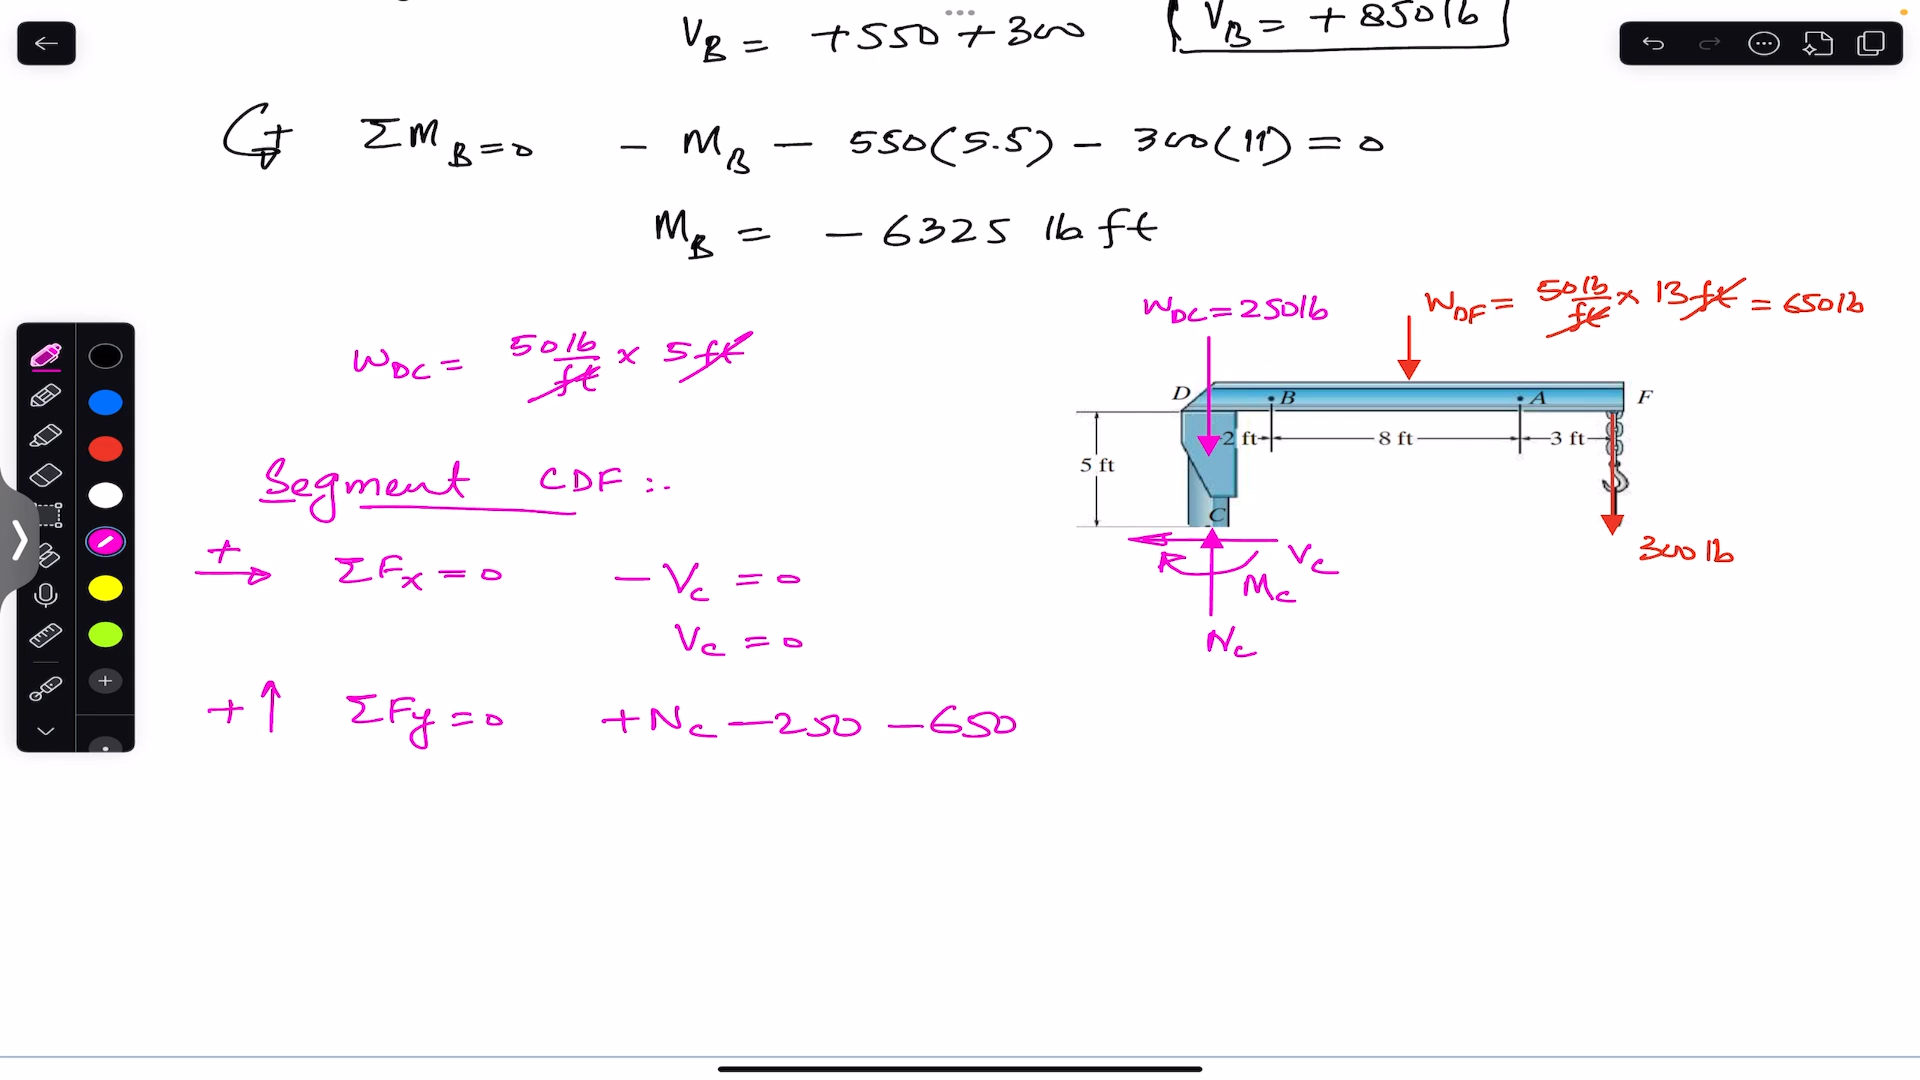 V_B = +550 + 300 V_B = + 850 lb
↷+ ΣM_B = 0 - M_B - 550(5.5) - 300(11) = 0
M_B = - 6325 lb ft
W_DC = 250 lb W_DF = 50 lb/ft x 13 ft = 650 lb
W_DC = 50 lb/ft x 5 ft
D B A F
2 ft 8 ft 3 ft
5 ft
Segment CDF :.
C
+→ ΣFx = 0 - V_C = 0
V_C
M_C
300 lb
V_C = 0
N_C
+↑ ΣFy = 0 + N_C - 250 - 650